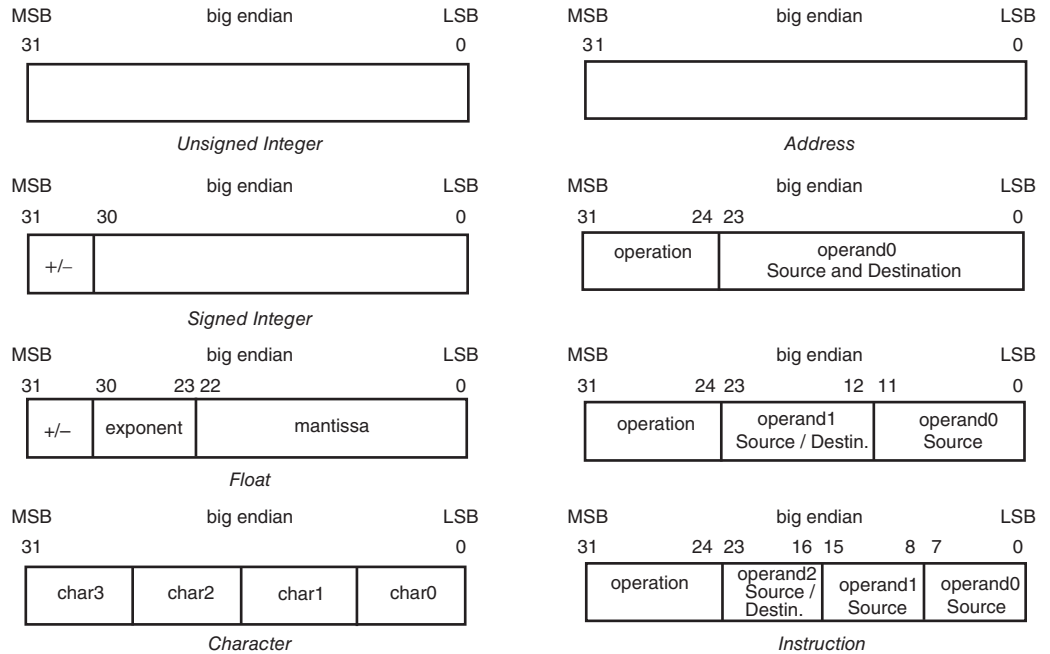 MSB big endian LSB
31 0
Unsigned Integer
MSB big endian LSB
31 30 0
+/−
Signed Integer
MSB big endian LSB
31 30 23 22 0
+/− exponent mantissa
Float
MSB big endian LSB
31 0
char3 char2 char1 char0
Character
MSB big endian LSB
31 0
Address
MSB big endian LSB
31 24 23 0
operation operand0
Source and Destination
MSB big endian LSB
31 24 23 12 11 0
operation operand1 operand0
Source / Destin. Source
MSB big endian LSB
31 24 23 16 15 8 7 0
operation operand2 operand1 operand0
Source / Source Source
Destin.
Instruction